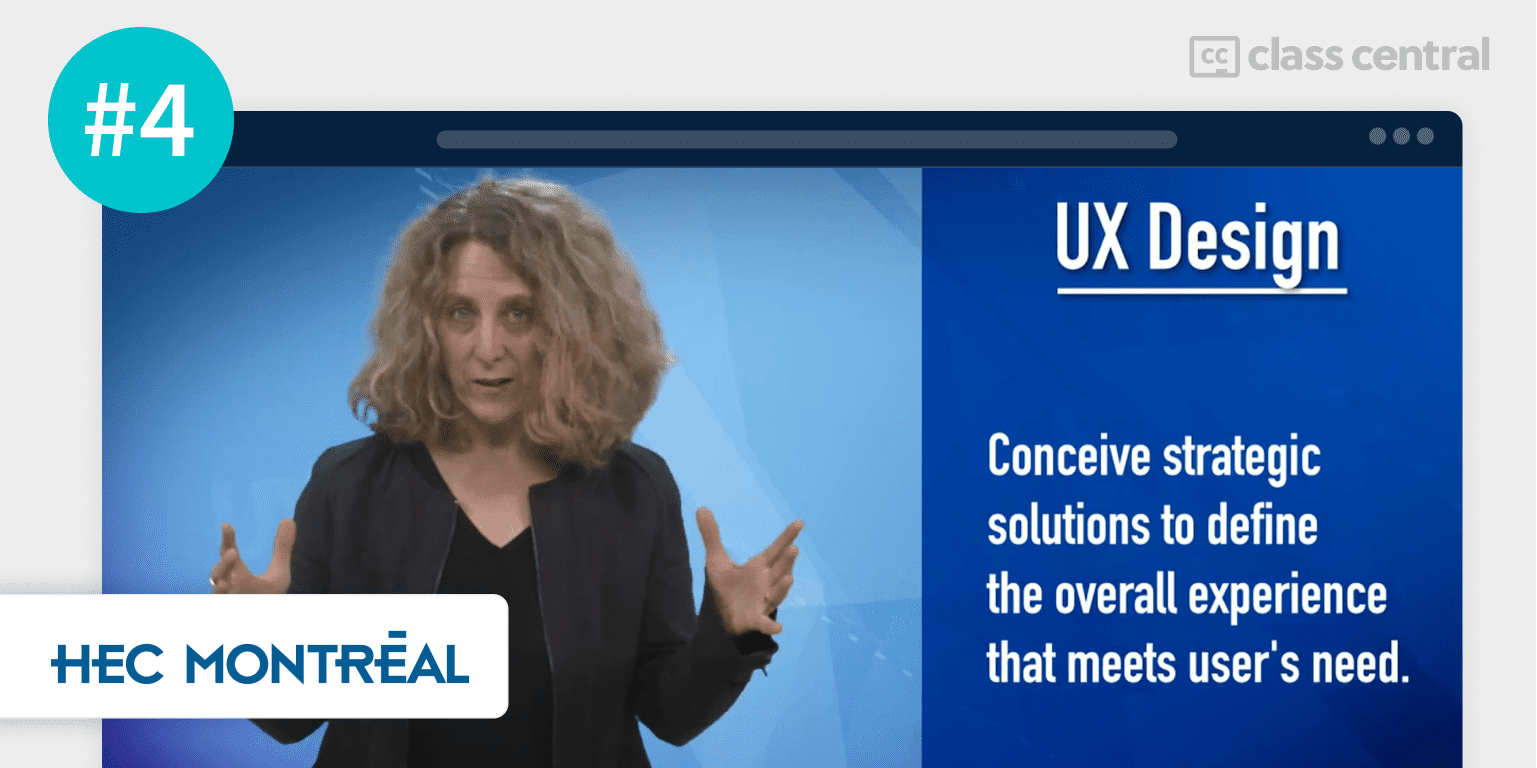 #4
cc class central
UX Design
Conceive strategic
solutions to define
the overall experience
that meets user's need.
HEC MONTRĒAL